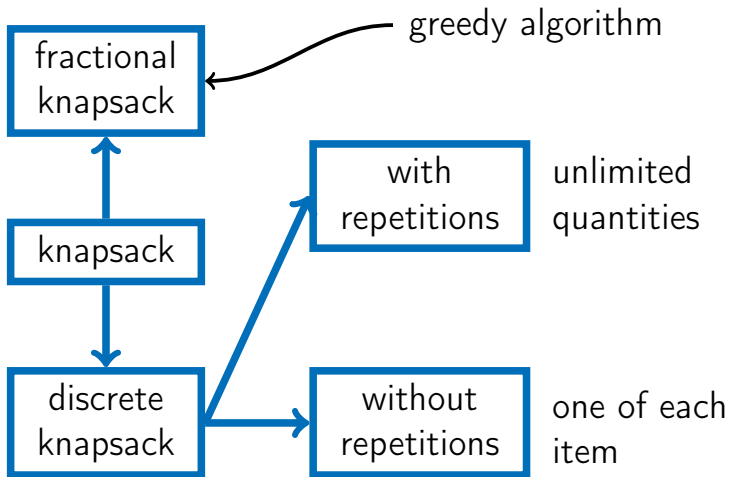 greedy algorithm
fractional
knapsack
with
repetitions
unlimited
quantities
knapsack
discrete
knapsack
without
repetitions
one of each
item